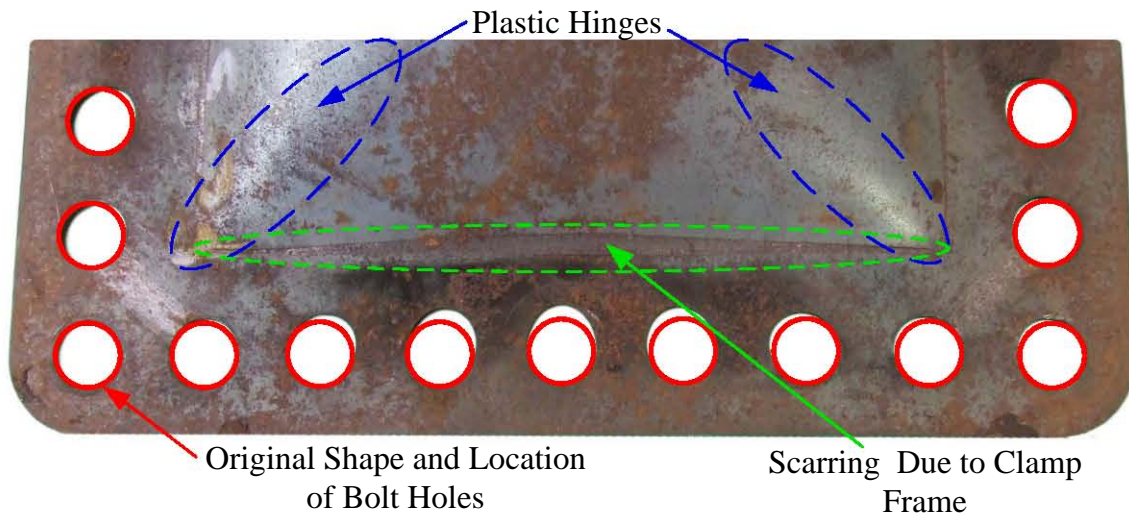 Plastic Hinges
Original Shape and Location
of Bolt Holes
Scarring Due to Clamp
Frame